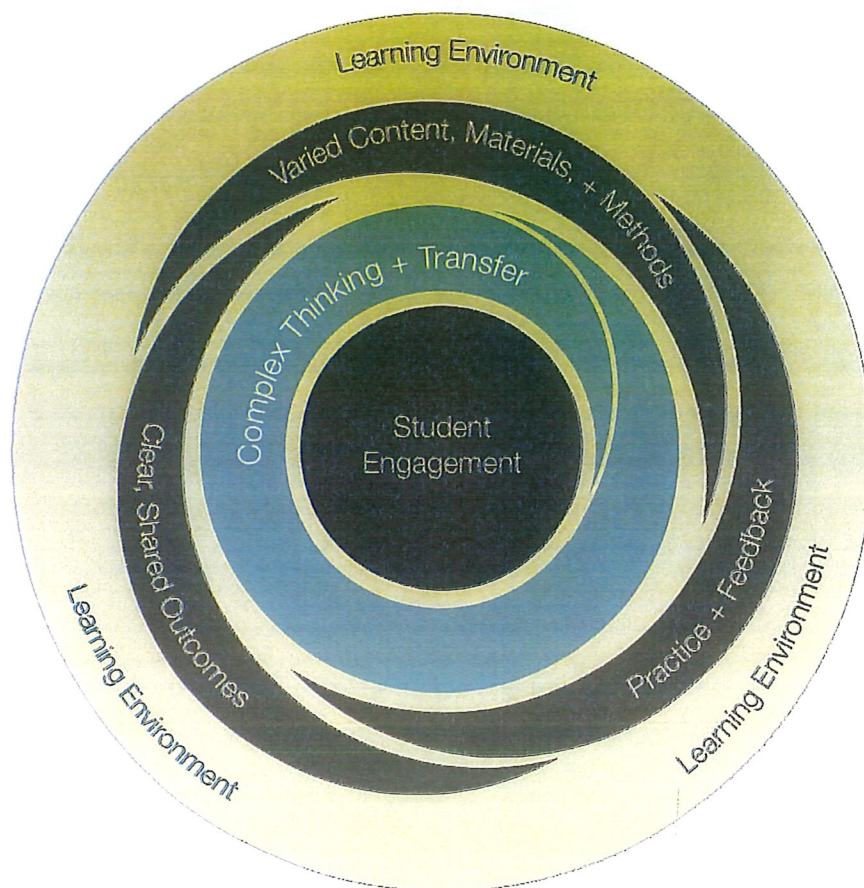 Learning Environment
Varied Content, Materials, + Methods
Complex Thinking + Transfer
Student
Engagement
Clear, Shared Outcomes
Practice + Feedback
Learning Environment
Learning Environment